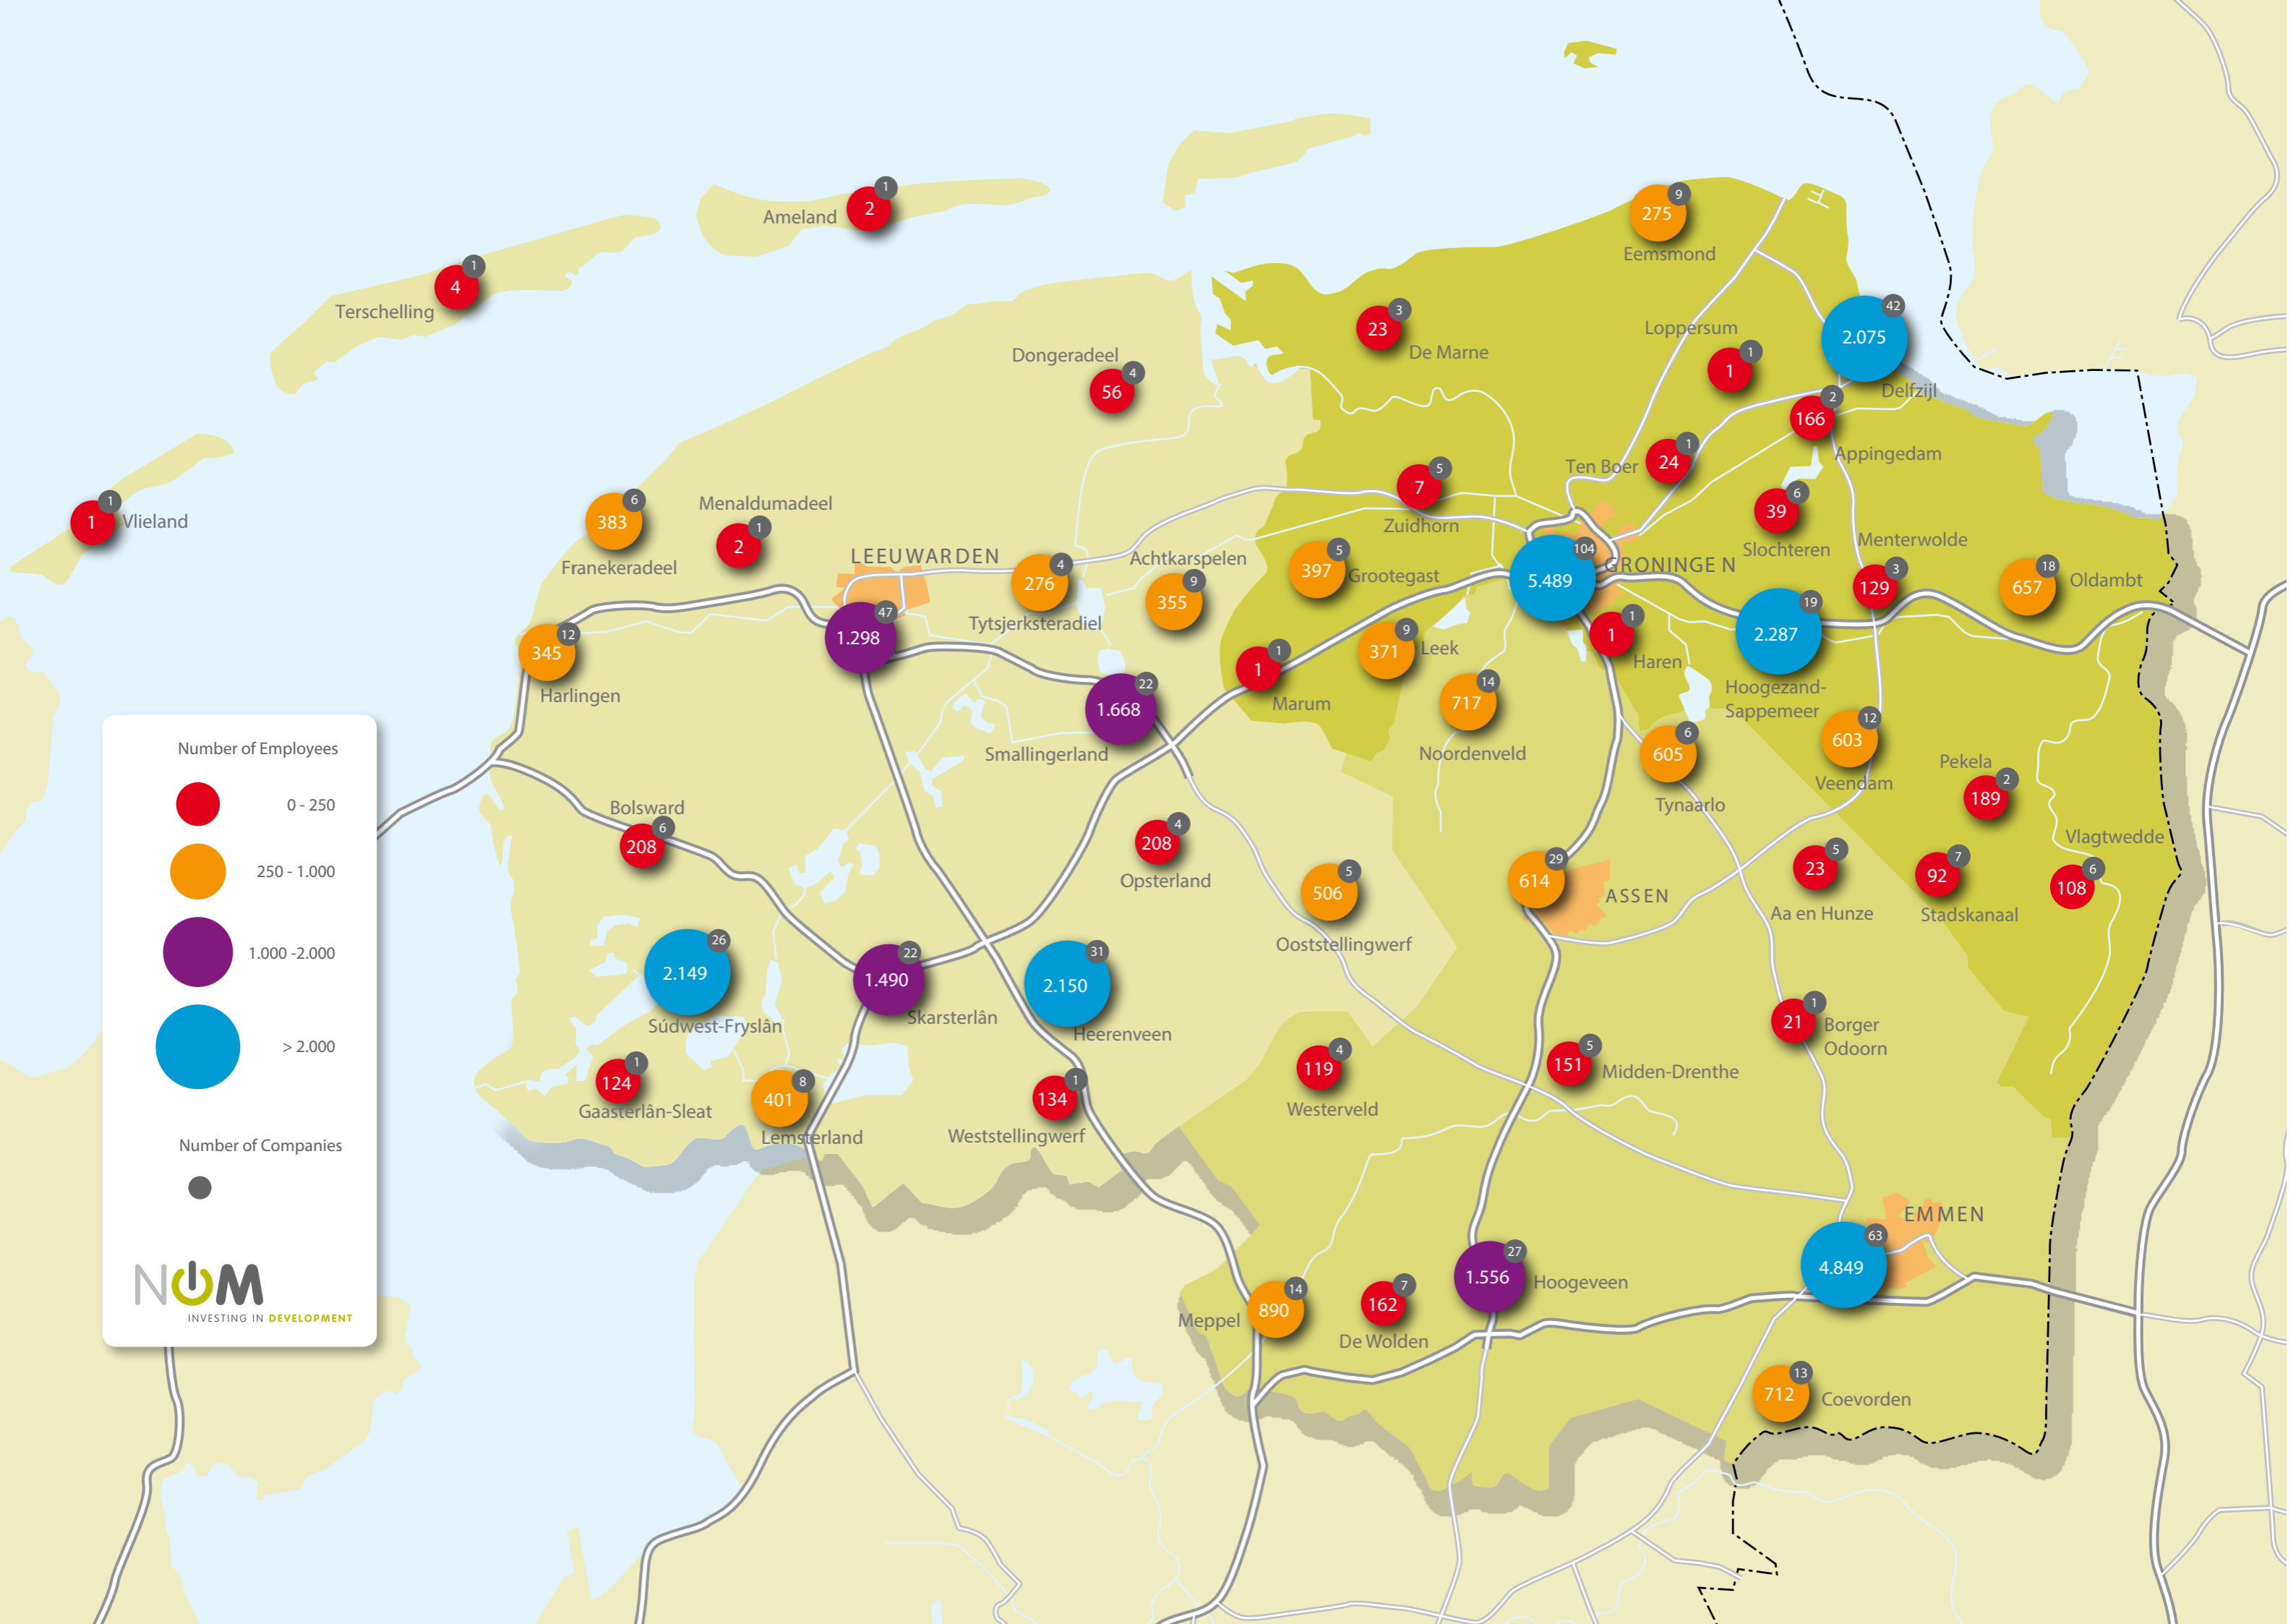 1
2
Ameland
1
4
Terschelling
9
275
Eemsmond
3
23
De Marne
Loppersum
1
1
42
2.075
Delfzijl
Dongeradeel
4
56
2
166
Appingedam
1
24
Ten Boer
5
7
Zuidhorn
6
39
Slochteren
1
1
Vlieland
6
383
Franekeradeel
Menaldumadeel
1
2
LEEUWARDEN
47
1.298
4
276
Tytsjerksteradiel
Achtkarspelen
9
355
5
397
Grootegast
104
5.489
GRONINGE N
Menterwolde
3
129
18
657
Oldambt
12
345
Harlingen
1
1
Haren
19
2.287
Hoogezand-
Sappemeer
9
371
Leek
1
1
Marum
22
1.668
Smallingerland
14
717
Noordenveld
6
605
Tynaarlo
12
603
Veendam
Pekela
2
189
Number of Employees
0 - 250
250 - 1.000
1.000 -2.000
> 2.000
Number of Companies
NOM
INVESTING IN DEVELOPMENT
Bolsward
6
208
4
208
Opsterland
5
506
Ooststellingwerf
29
614
ASSEN
5
23
Aa en Hunze
7
92
Stadskanaal
Vlagtwedde
6
108
26
2.149
Súdwest-Fryslân
22
1.490
Skarsterlân
31
2.150
Heerenveen
1
21
Borger
Odoorn
1
124
Gaasterlân-Sleat
8
401
Lemsterland
1
134
Weststellingwerf
4
119
Westerveld
5
151
Midden-Drenthe
EMMEN
63
4.849
27
1.556
Hoogeveen
14
890
Meppel
7
162
De Wolden
13
712
Coevorden